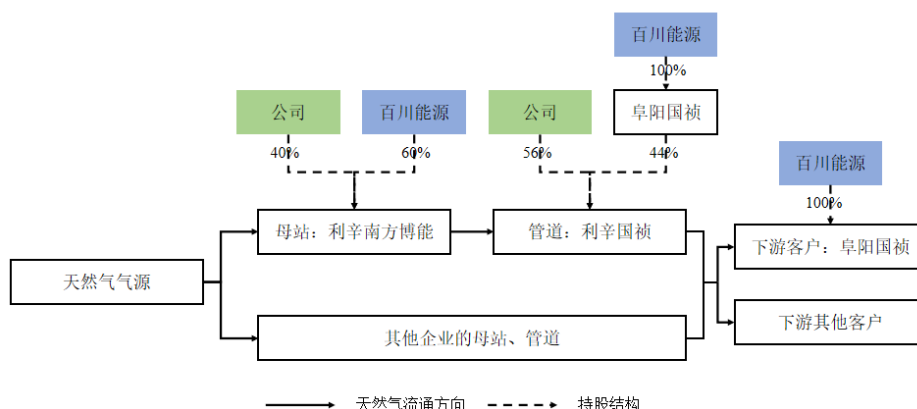 百川能源
100%
公司
百川能源
公司
阜阳国祯
40%
60%
56%
44%
百川能源
100%
母站：利辛南方博能
管道：利辛国祯
下游客户：阜阳国祯
天然气气源
其他企业的母站、管道
下游其他客户
天然气流通方向
持股结构